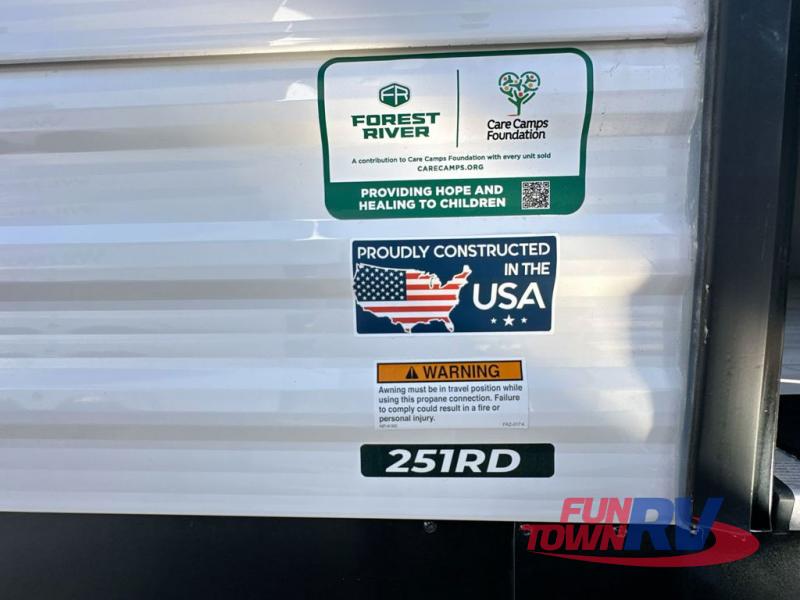 FR
FOREST
RIVER
Care Camps
Foundation
A contribution to Care Camps Foundation with every unit sold
CARECAMPS.ORG
PROVIDING HOPE AND
HEALING TO CHILDREN
PROUDLY CONSTRUCTED
IN THE
USA
WARNING
Awning must be in travel position while
using this propane connection. Failure
to comply could result in a fire or
personal injury.
251RD
FUN
TOWN
RV